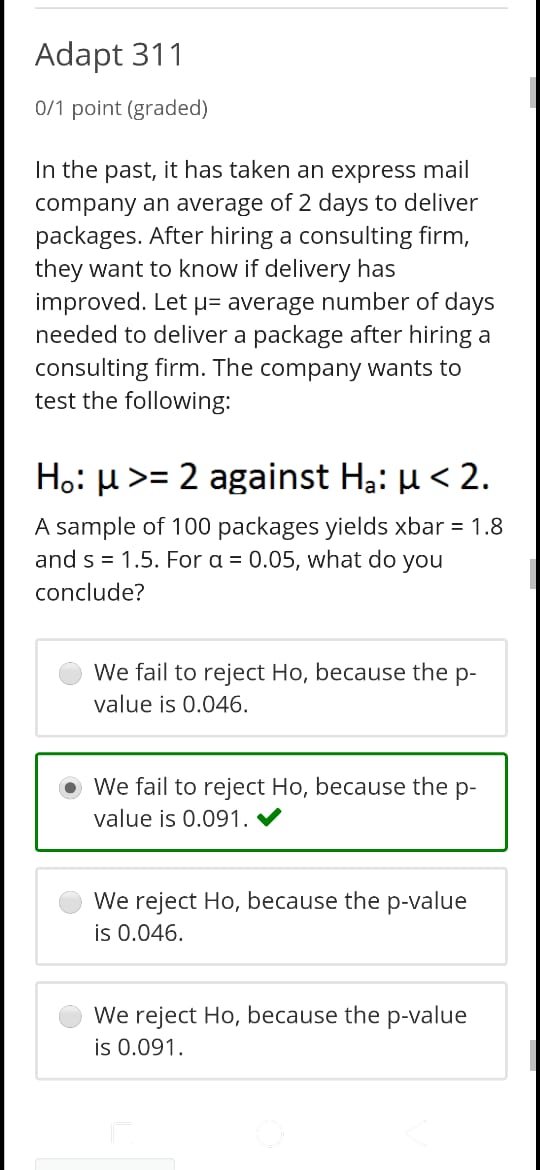 Adapt 311
0/1 point (graded)
In the past, it has taken an express mail
company an average of 2 days to deliver
packages. After hiring a consulting firm,
they want to know if delivery has
improved. Let μ= average number of days
needed to deliver a package after hiring a
consulting firm. The company wants to
test the following:
Hₒ: μ >= 2 against Hₐ: μ < 2.
A sample of 100 packages yields xbar = 1.8
and s = 1.5. For α = 0.05, what do you
conclude?
We fail to reject Ho, because the p-
value is 0.046.
We fail to reject Ho, because the p-
value is 0.091. ✔
We reject Ho, because the p-value
is 0.046.
We reject Ho, because the p-value
is 0.091.